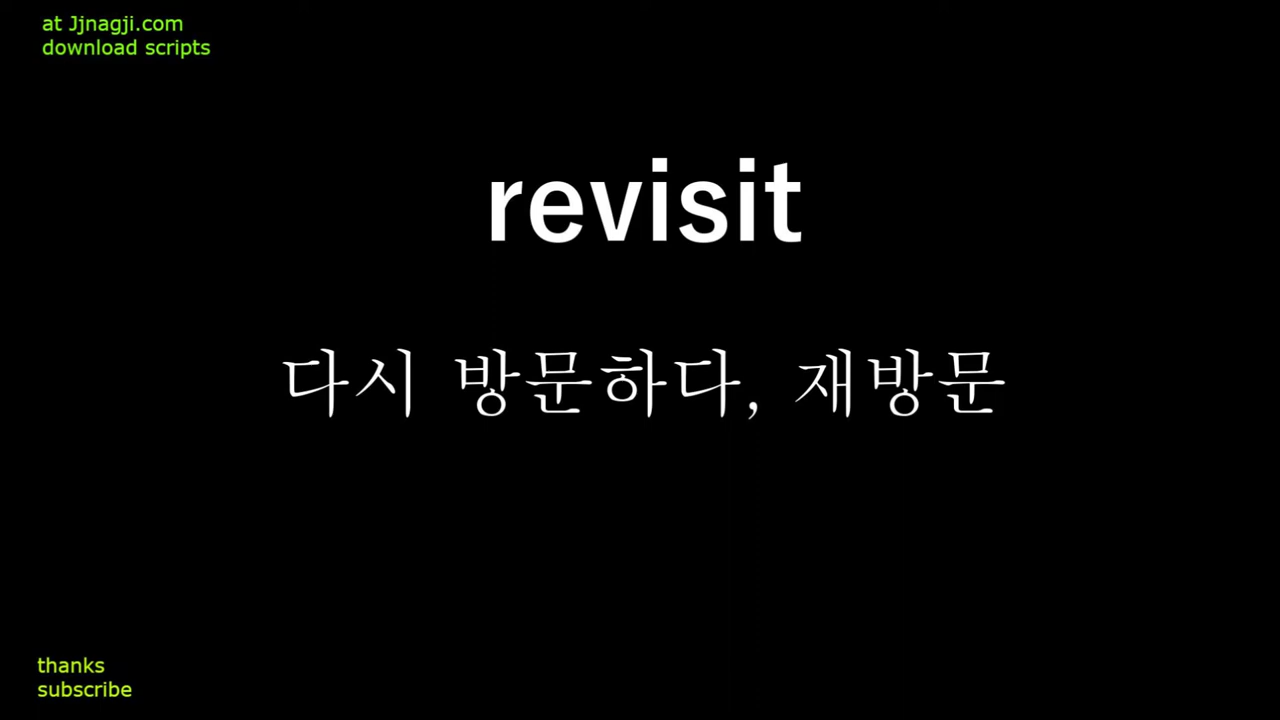 at Jjnagji.com
download scripts
revisit
다시 방문하다, 재방문
thanks
subscribe